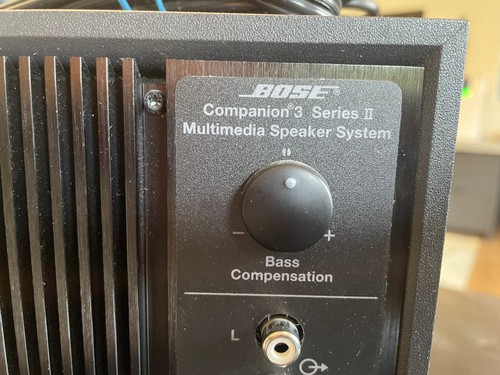 BOSE®
Companion®3 Series II
Multimedia Speaker System
− +
Bass
Compensation
L